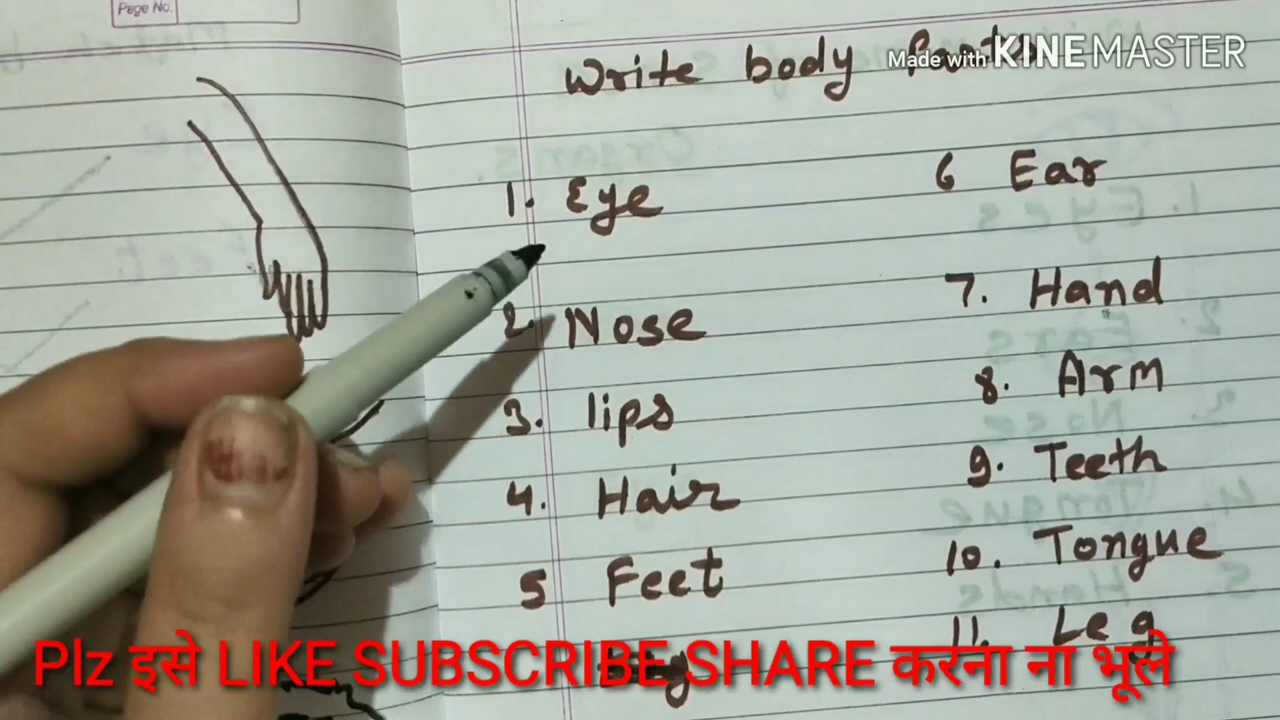 Page No.
Made with KINEMASTER
Write body Parts
1. Eye
2. Nose
3. lips
4. Hair
5 Feet
6 Ear
7. Hand
8. Arm
9. Teeth
10. Tongue
11. Leg
Plz इसे LIKE SUBSCRIBE SHARE करना ना भूले